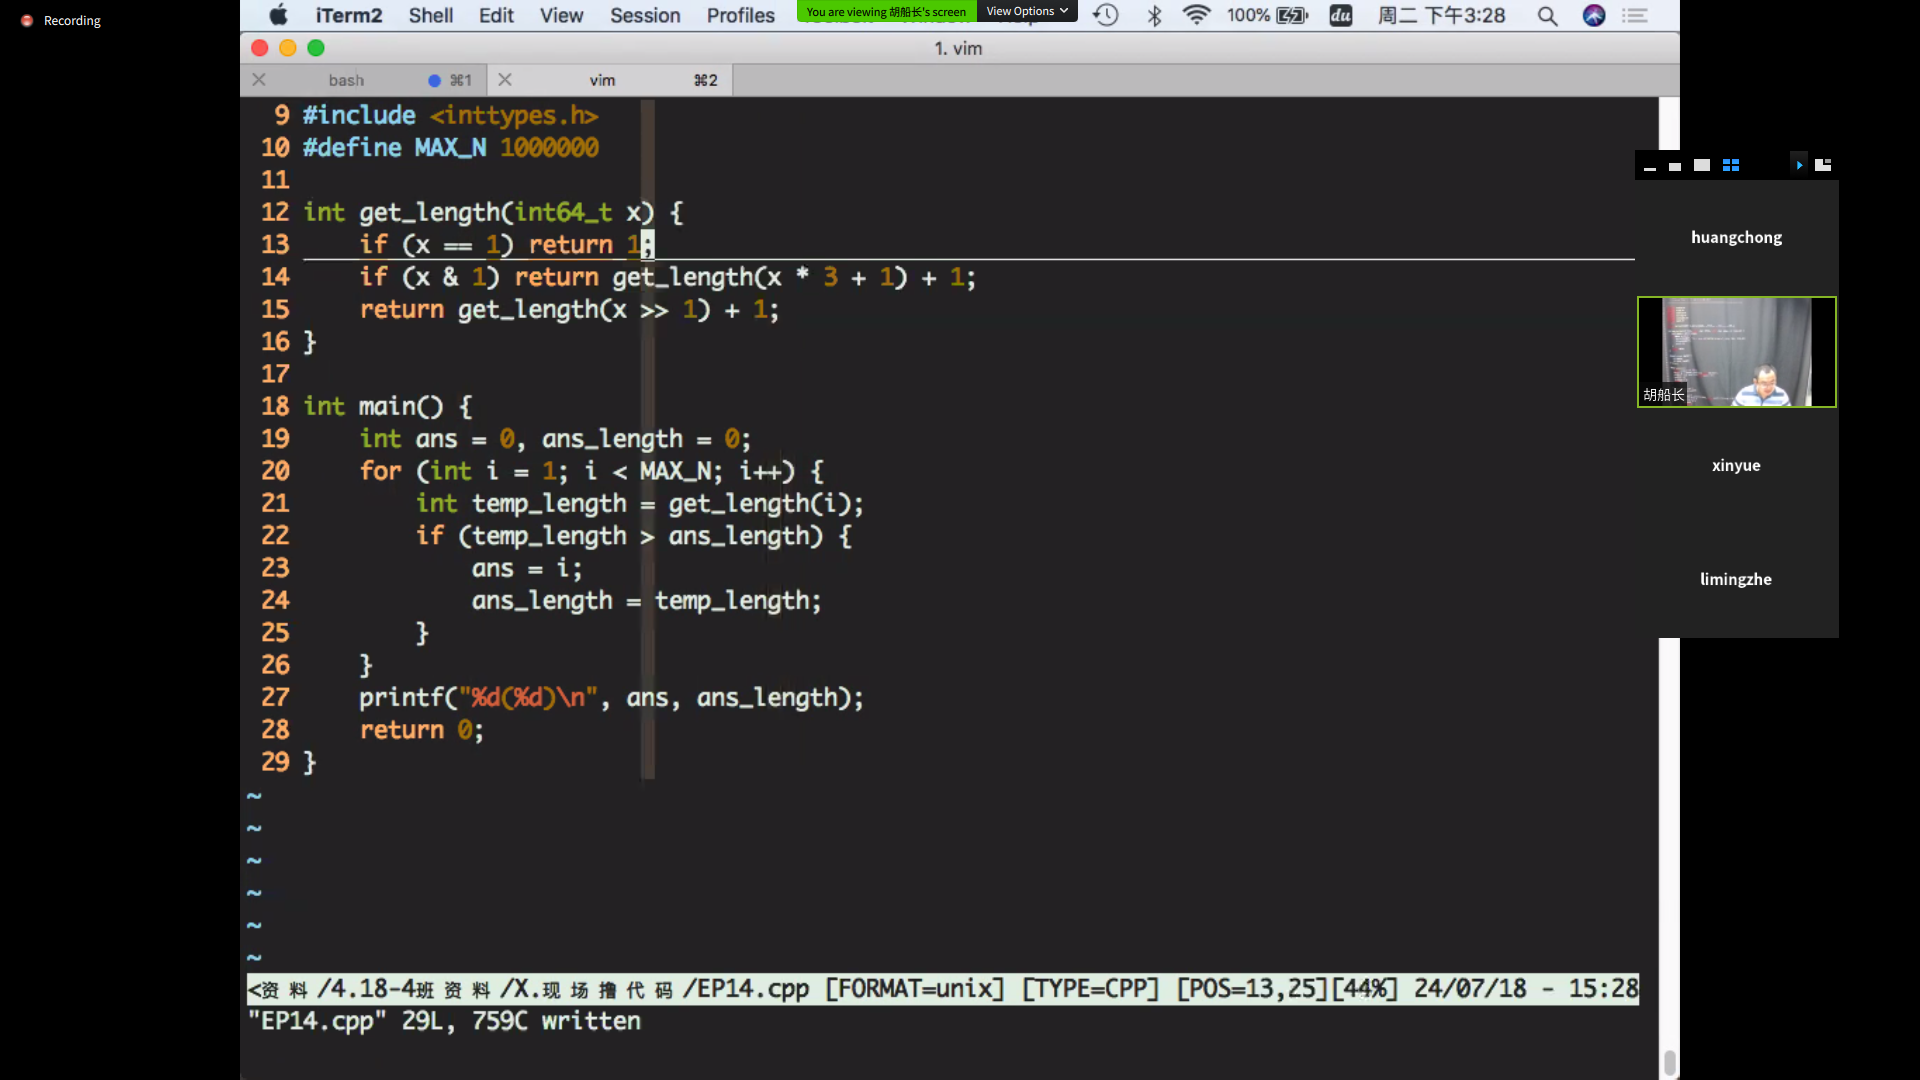 Recording
iTerm2 Shell Edit View Session Profiles
You are viewing 胡船长's screen View Options
100% du 周二 下午3:28
1. vim
bash ⌘1 vim ⌘2
9 #include <inttypes.h>
10 #define MAX_N 1000000
11
12 int get_length(int64_t x) {
13     if (x == 1) return 1;
14     if (x & 1) return get_length(x * 3 + 1) + 1;
15     return get_length(x >> 1) + 1;
16 }
17
18 int main() {
19     int ans = 0, ans_length = 0;
20     for (int i = 1; i < MAX_N; i++) {
21         int temp_length = get_length(i);
22         if (temp_length > ans_length) {
23             ans = i;
24             ans_length = temp_length;
25         }
26     }
27     printf("%d(%d)\n", ans, ans_length);
28     return 0;
29 }
~
~
~
~
~
~
<资料/4.18-4班资料/X.现场撸代码/EP14.cpp [FORMAT=unix] [TYPE=CPP] [POS=13,25][44%] 24/07/18 - 15:28
"EP14.cpp" 29L, 759C written
huangchong
胡船长
xinyue
limingzhe